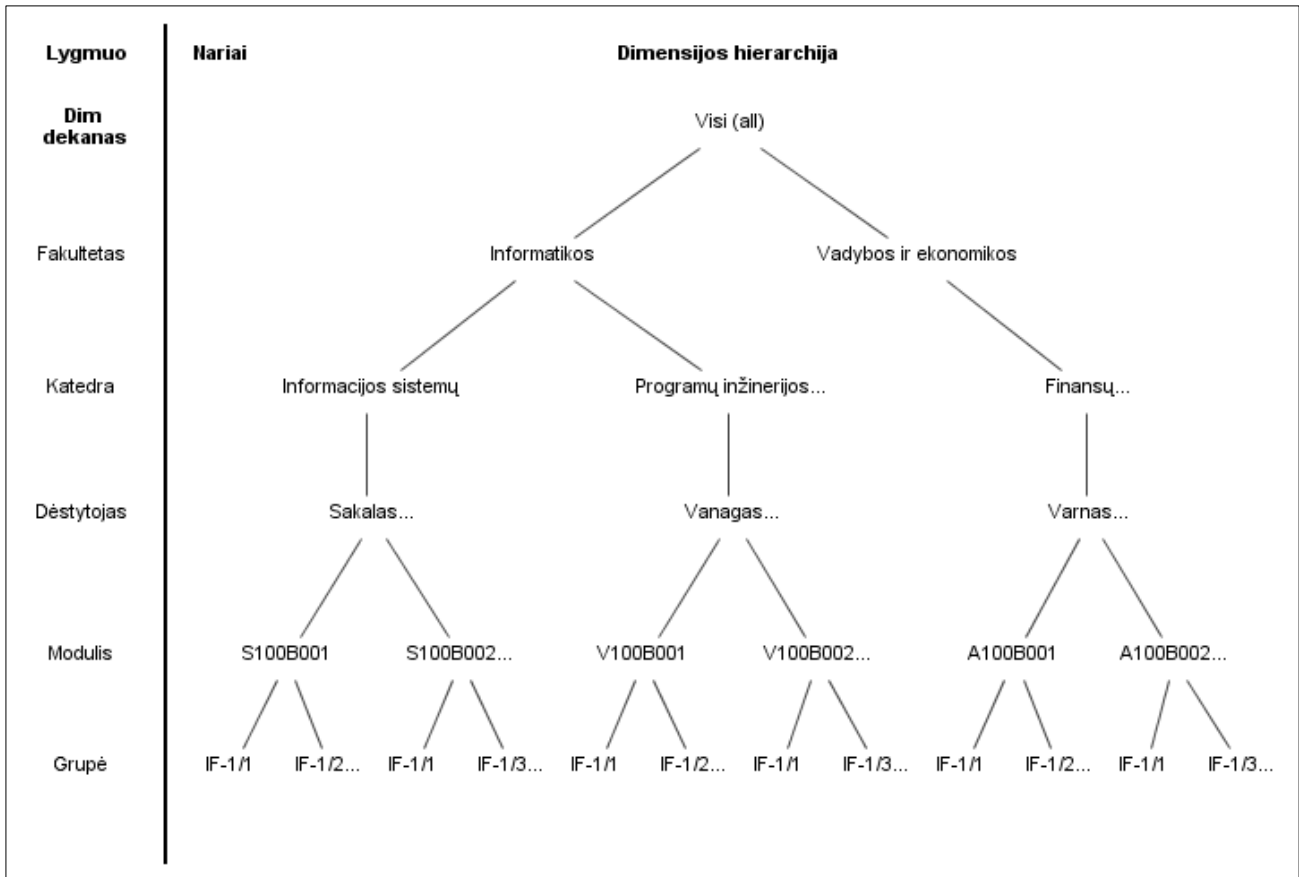 Lygmuo Nariai Dimensijos hierarchija
Dim
dekanas
Visi (all)
Fakultetas Informatikos Vadybos ir ekonomikos
Katedra Informacijos sistemų Programų inžinerijos... Finansų...
Dėstytojas Sakalas... Vanagas... Varnas...
Modulis S100B001 S100B002... V100B001 V100B002... A100B001 A100B002...
Grupė IF-1/1 IF-1/2... IF-1/1 IF-1/3... IF-1/1 IF-1/2... IF-1/1 IF-1/3... IF-1/1 IF-1/2... IF-1/1 IF-1/3...